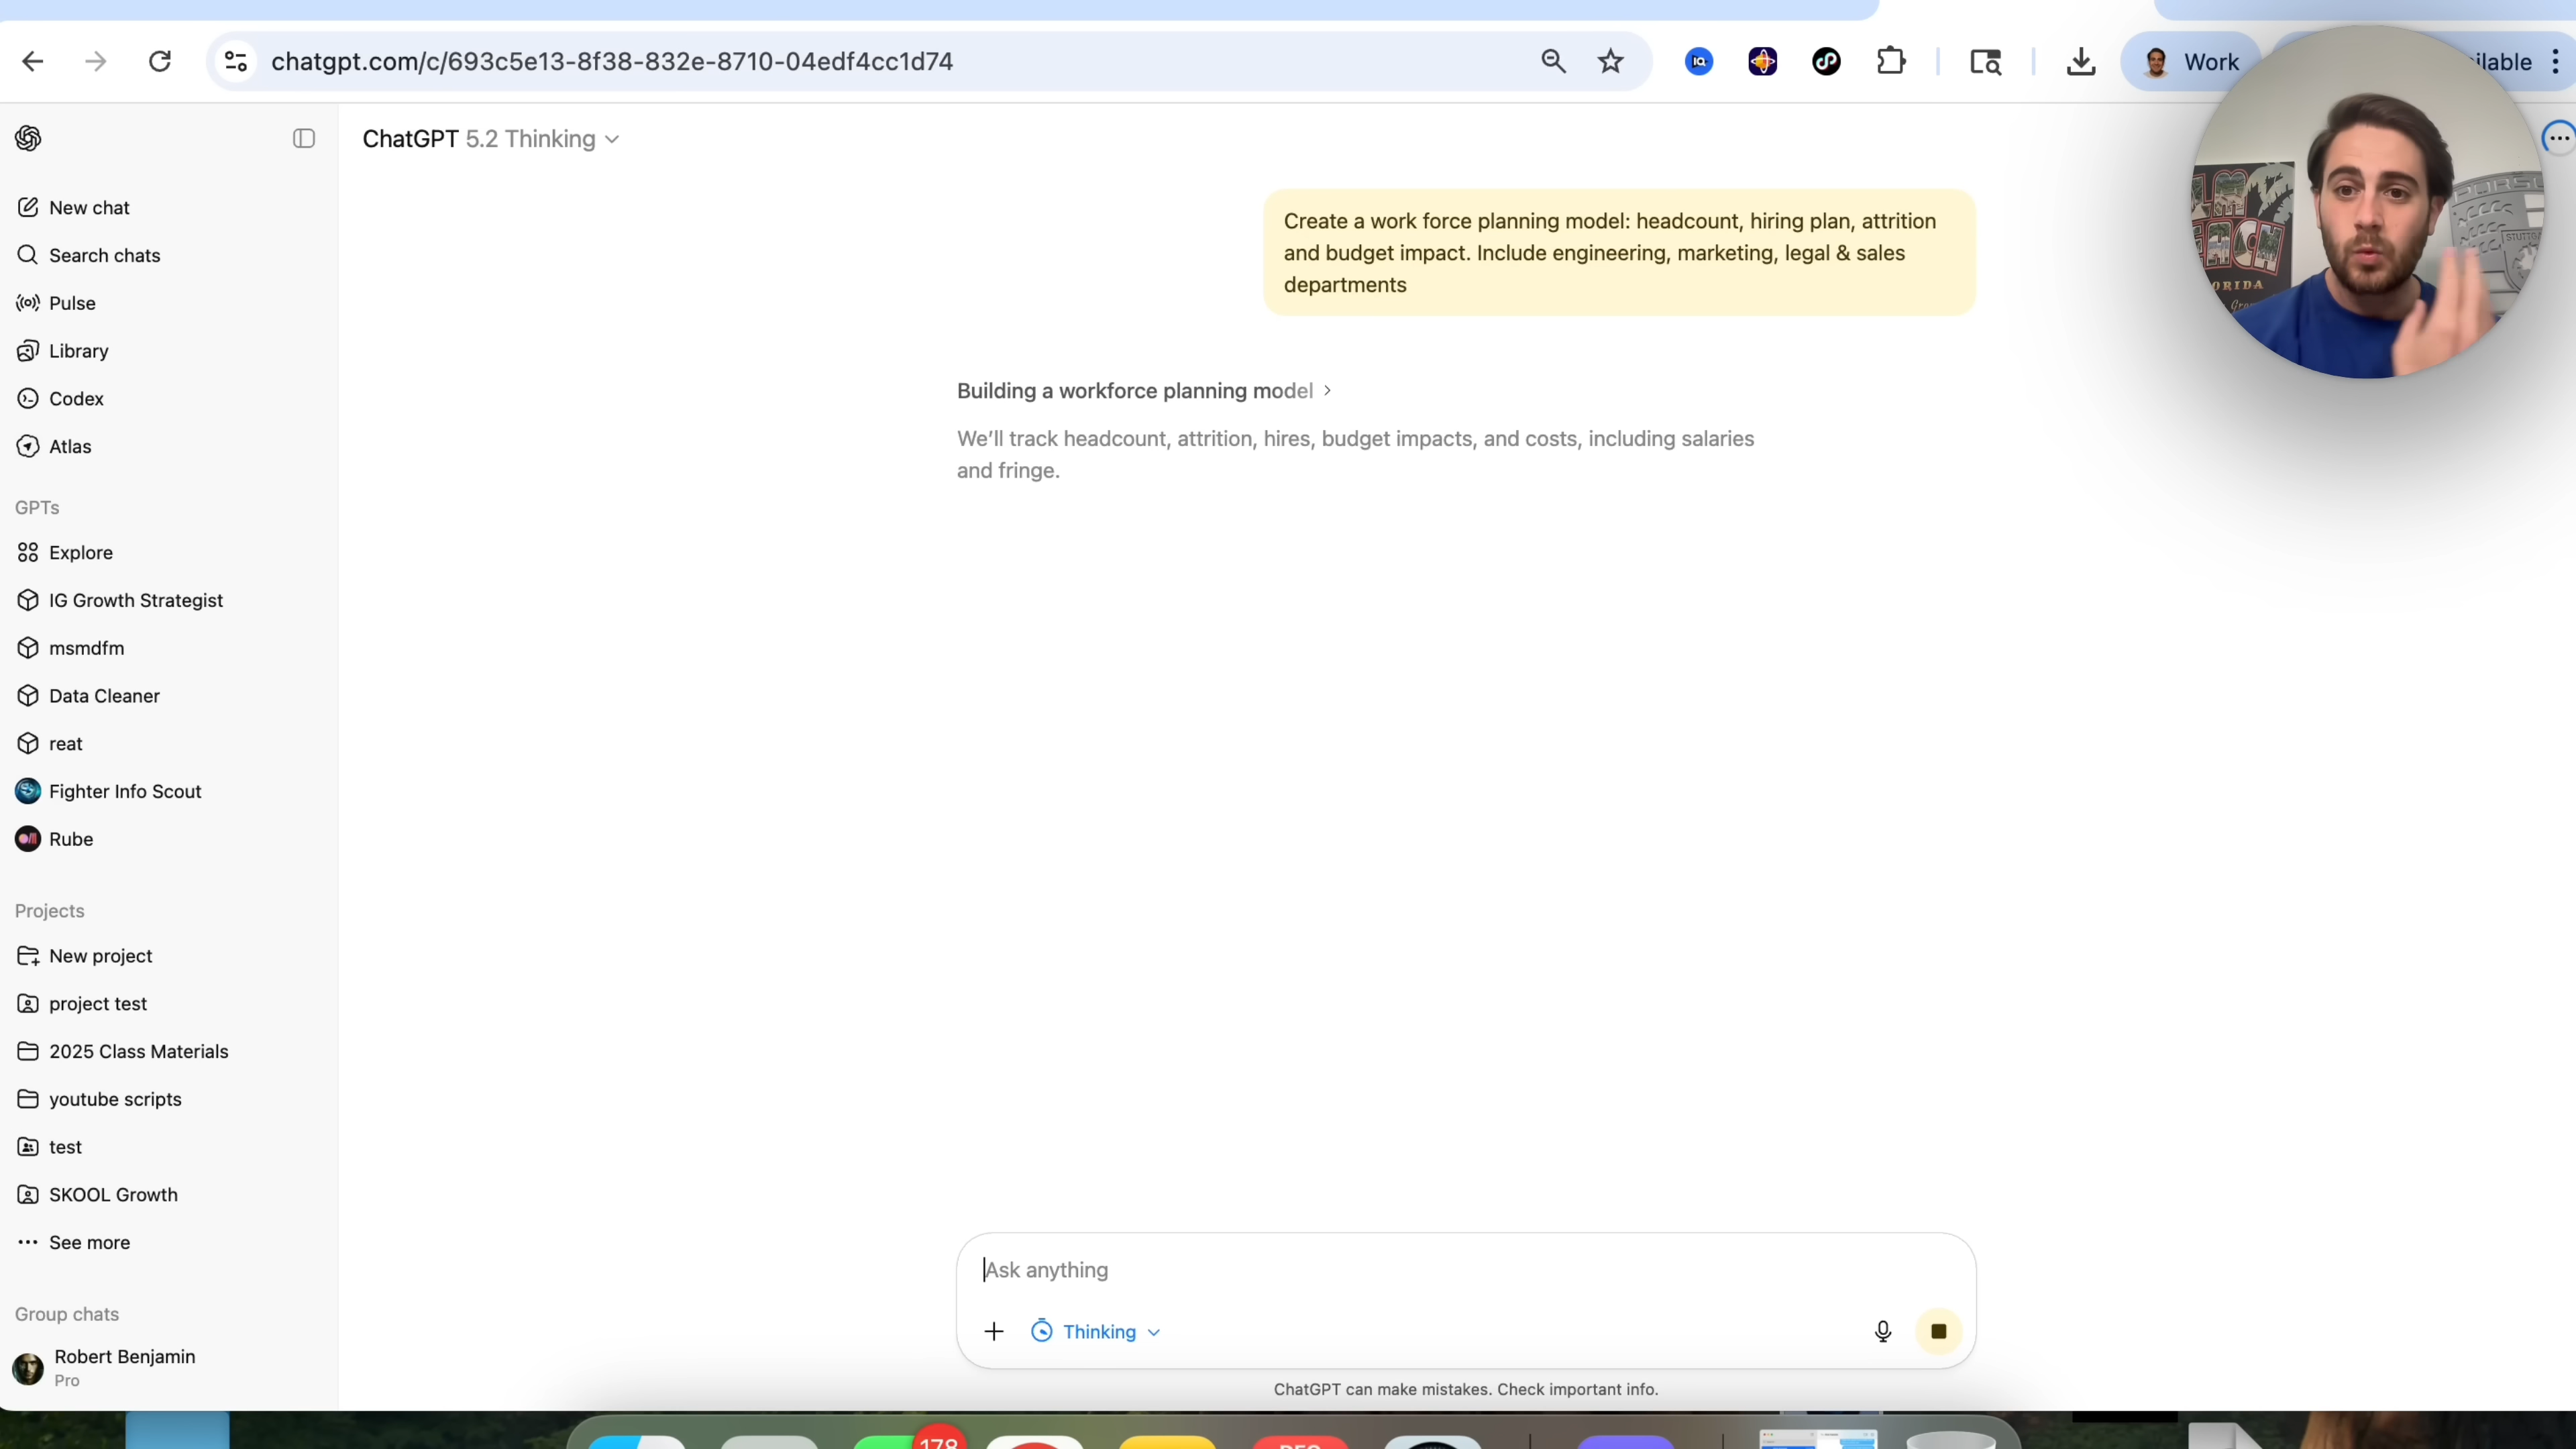 chatgpt.com/c/693c5e13-8f38-832e-8710-04edf4cc1d74
IQ
Work
ilable
ChatGPT 5.2 Thinking
New chat
Search chats
Pulse
Library
Codex
Atlas
GPTs
Explore
IG Growth Strategist
msmdfm
Data Cleaner
reat
Fighter Info Scout
Rube
Projects
New project
project test
2025 Class Materials
youtube scripts
test
SKOOL Growth
See more
Group chats
Robert Benjamin
Pro
Create a work force planning model: headcount, hiring plan, attrition
and budget impact. Include engineering, marketing, legal & sales
departments
Building a workforce planning model
We'll track headcount, attrition, hires, budget impacts, and costs, including salaries
and fringe.
Ask anything
Thinking
ChatGPT can make mistakes. Check important info.
ORIDA
PURSU
STUTTG
178